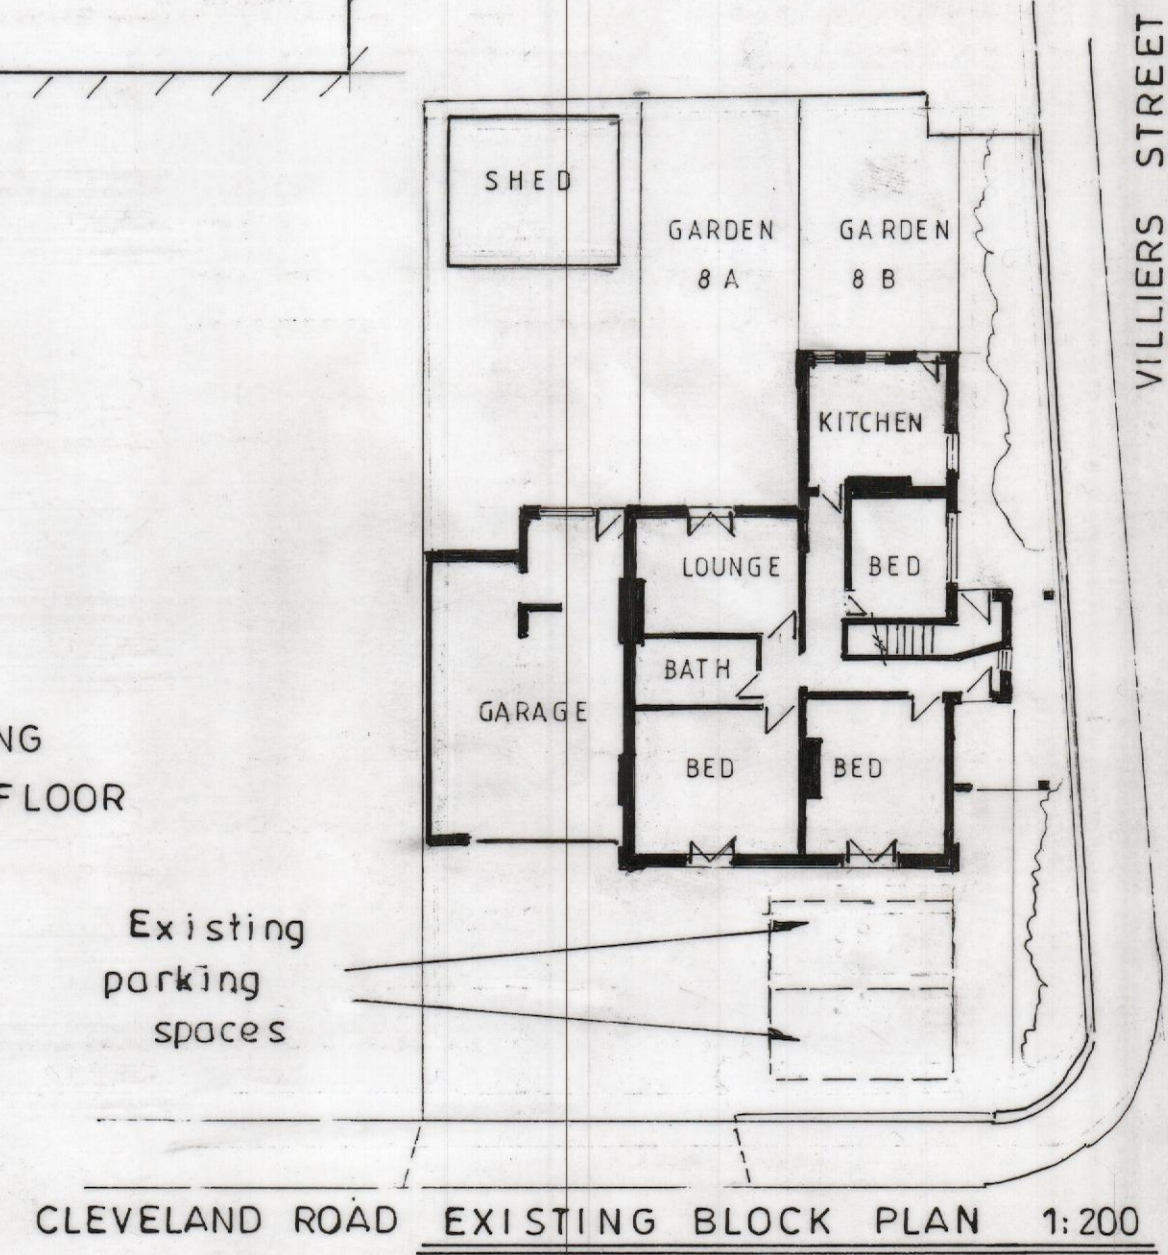 VILLIERS STREET
SHED
GARDEN
8 A
GARDEN
8 B
KITCHEN
LOUNGE
BED
BATH
GARAGE
BED
BED
NG
FLOOR
Existing
parking
spaces
CLEVELAND ROAD
EXISTING BLOCK PLAN 1:200